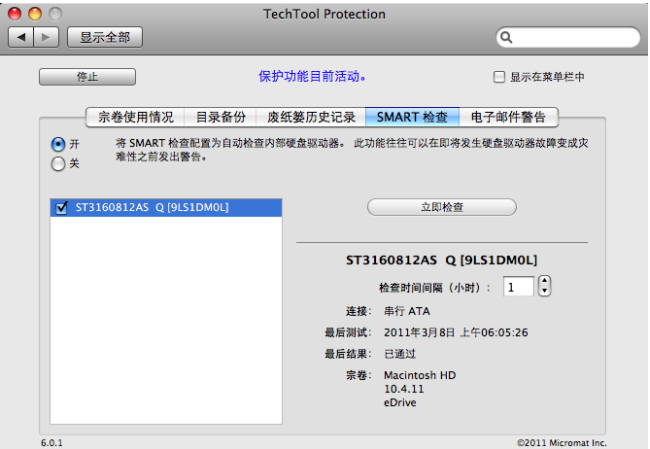 TechTool Protection
显示全部
停止
保护功能目前活动。
显示在菜单栏中
宗卷使用情况 目录备份 废纸篓历史记录 SMART 检查 电子邮件警告
开
关
将 SMART 检查配置为自动检查内部硬盘驱动器。 此功能往往可以在即将发生硬盘驱动器故障变成灾
难性之前发出警告。
ST3160812AS Q [9LS1DM0L]
立即检查
ST3160812AS Q [9LS1DM0L]
检查时间间隔（小时）: 1
连接: 串行 ATA
最后测试: 2011年3月8日 上午06:05:26
最后结果: 已通过
宗卷: Macintosh HD
10.4.11
eDrive
6.0.1
©2011 Micromat Inc.